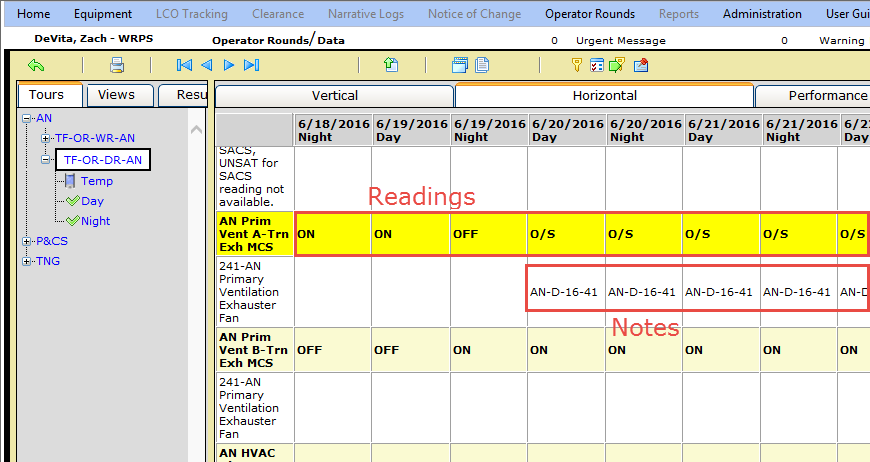 Home Equipment LCO Tracking Clearance Narrative Logs Notice of Change Operator Rounds Reports Administration User Gui
DeVita, Zach - WRPS Operator Rounds/Data 0 Urgent Message 0 Warning
Tours Views Resu Vertical Horizontal Performance
AN
TF-OR-WR-AN
TF-OR-DR-AN
Temp
Day
Night
P&CS
TNG
6/18/2016 6/19/2016 6/19/2016 6/20/2016 6/20/2016 6/21/2016 6/21/2016
Night Day Night Day Night Day Night Day
SACS,
UNSAT for
SACS
reading not
available.
Readings
AN Prim
Vent A-Trn ON ON OFF O/S O/S O/S O/S O/S
Exh MCS
241-AN
Primary
Ventilation AN-D-16-41 AN-D-16-41 AN-D-16-41 AN-D-16-41 AN-D
Exhauster
Fan
Notes
AN Prim
Vent B-Trn OFF OFF ON ON ON ON ON ON
Exh MCS
241-AN
Primary
Ventilation
Exhauster
Fan
AN HVAC